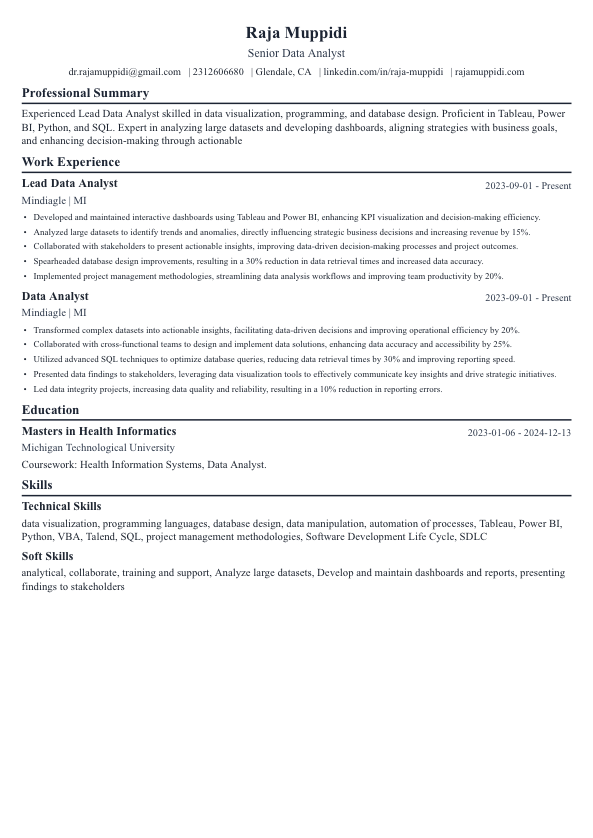 Raja Muppidi
Senior Data Analyst
dr.rajamuppidi@gmail.com | 2312606680 | Glendale, CA | linkedin.com/in/raja-muppidi | rajamuppidi.com
Professional Summary
Experienced Lead Data Analyst skilled in data visualization, programming, and database design. Proficient in Tableau, Power
BI, Python, and SQL. Expert in analyzing large datasets and developing dashboards, aligning strategies with business goals,
and enhancing decision-making through actionable
Work Experience
Lead Data Analyst 2023-09-01 - Present
Mindiagle | MI
• Developed and maintained interactive dashboards using Tableau and Power BI, enhancing KPI visualization and decision-making efficiency.
• Analyzed large datasets to identify trends and anomalies, directly influencing strategic business decisions and increasing revenue by 15%.
• Collaborated with stakeholders to present actionable insights, improving data-driven decision-making processes and project outcomes.
• Spearheaded database design improvements, resulting in a 30% reduction in data retrieval times and increased data accuracy.
• Implemented project management methodologies, streamlining data analysis workflows and improving team productivity by 20%.
Data Analyst 2023-09-01 - Present
Mindiagle | MI
• Transformed complex datasets into actionable insights, facilitating data-driven decisions and improving operational efficiency by 20%.
• Collaborated with cross-functional teams to design and implement data solutions, enhancing data accuracy and accessibility by 25%.
• Utilized advanced SQL techniques to optimize database queries, reducing data retrieval times by 30% and improving reporting speed.
• Presented data findings to stakeholders, leveraging data visualization tools to effectively communicate key insights and drive strategic initiatives.
• Led data integrity projects, increasing data quality and reliability, resulting in a 10% reduction in reporting errors.
Education
Masters in Health Informatics 2023-01-06 - 2024-12-13
Michigan Technological University
Coursework: Health Information Systems, Data Analyst.
Skills
Technical Skills
data visualization, programming languages, database design, data manipulation, automation of processes, Tableau, Power BI,
Python, VBA, Talend, SQL, project management methodologies, Software Development Life Cycle, SDLC
Soft Skills
analytical, collaborate, training and support, Analyze large datasets, Develop and maintain dashboards and reports, presenting
findings to stakeholders